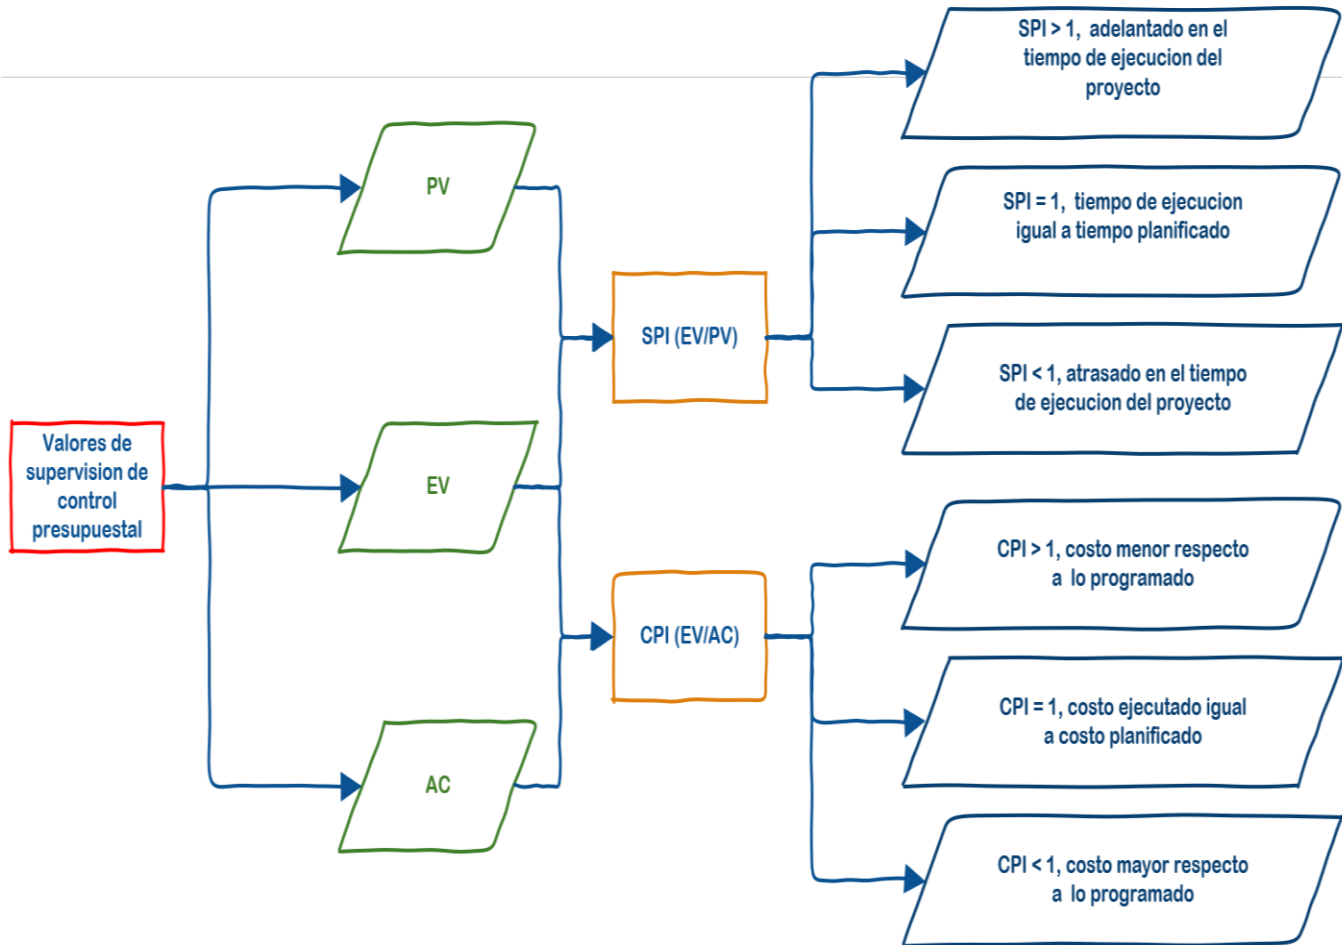 Valores de
supervision de
control
presupuestal
PV
EV
AC
SPI (EV/PV)
CPI (EV/AC)
SPI > 1, adelantado en el
tiempo de ejecucion del
proyecto
SPI = 1, tiempo de ejecucion
igual a tiempo planificado
SPI < 1, atrasado en el tiempo
de ejecucion del proyecto
CPI > 1, costo menor respecto
a lo programado
CPI = 1, costo ejecutado igual
a costo planificado
CPI < 1, costo mayor respecto
a lo programado